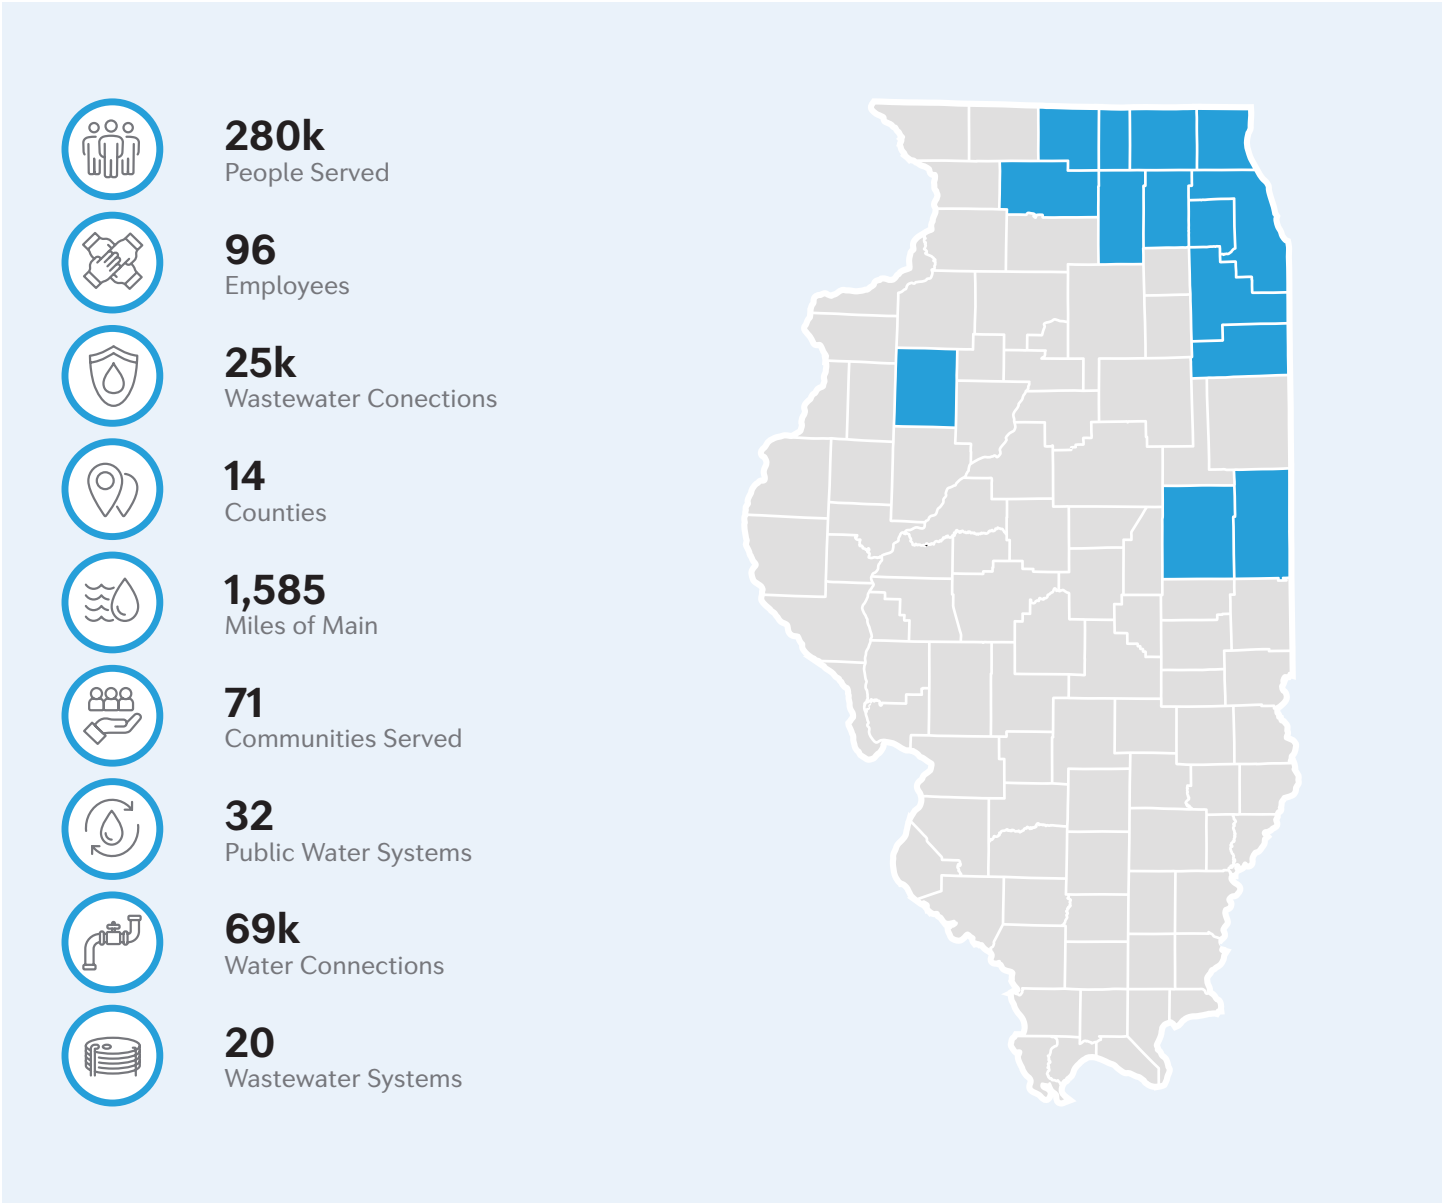 280k
People Served
96
Employees
25k
Wastewater Conections
14
Counties
1,585
Miles of Main
71
Communities Served
32
Public Water Systems
69k
Water Connections
20
Wastewater Systems